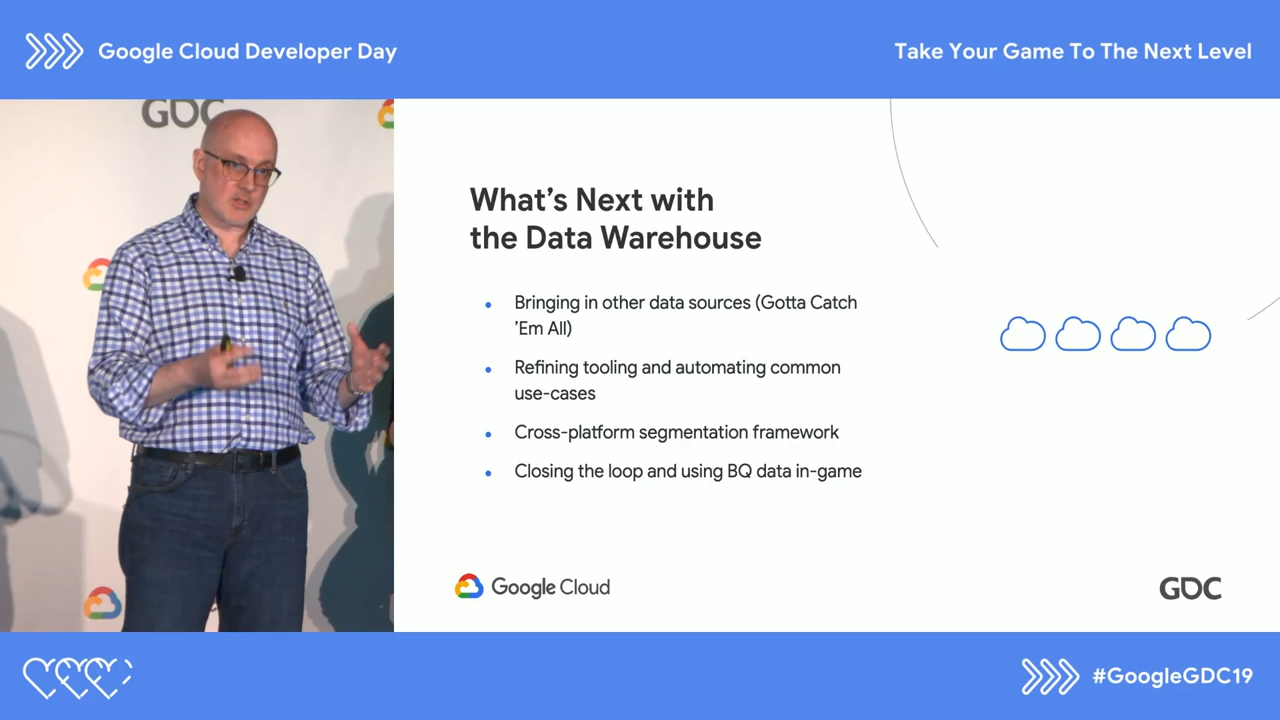 Google Cloud Developer Day
Take Your Game To The Next Level
GDC
What’s Next with
the Data Warehouse
• Bringing in other data sources (Gotta Catch
’Em All)
• Refining tooling and automating common
use-cases
• Cross-platform segmentation framework
• Closing the loop and using BQ data in-game
Google Cloud
GDC
#GoogleGDC19